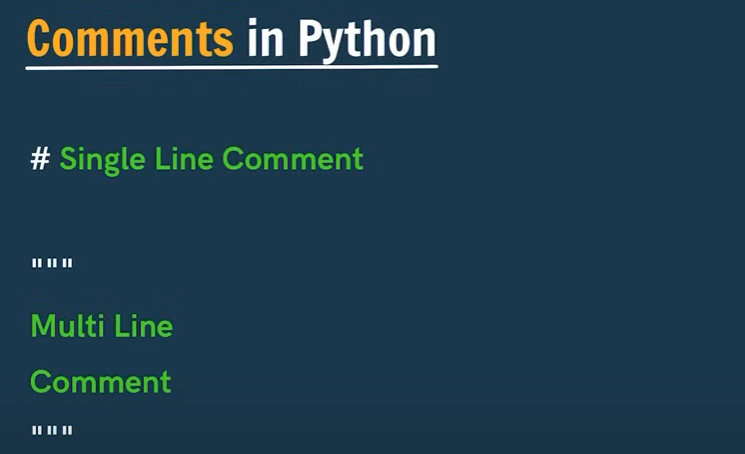 Comments in Python
# Single Line Comment
"""
Multi Line
Comment
"""